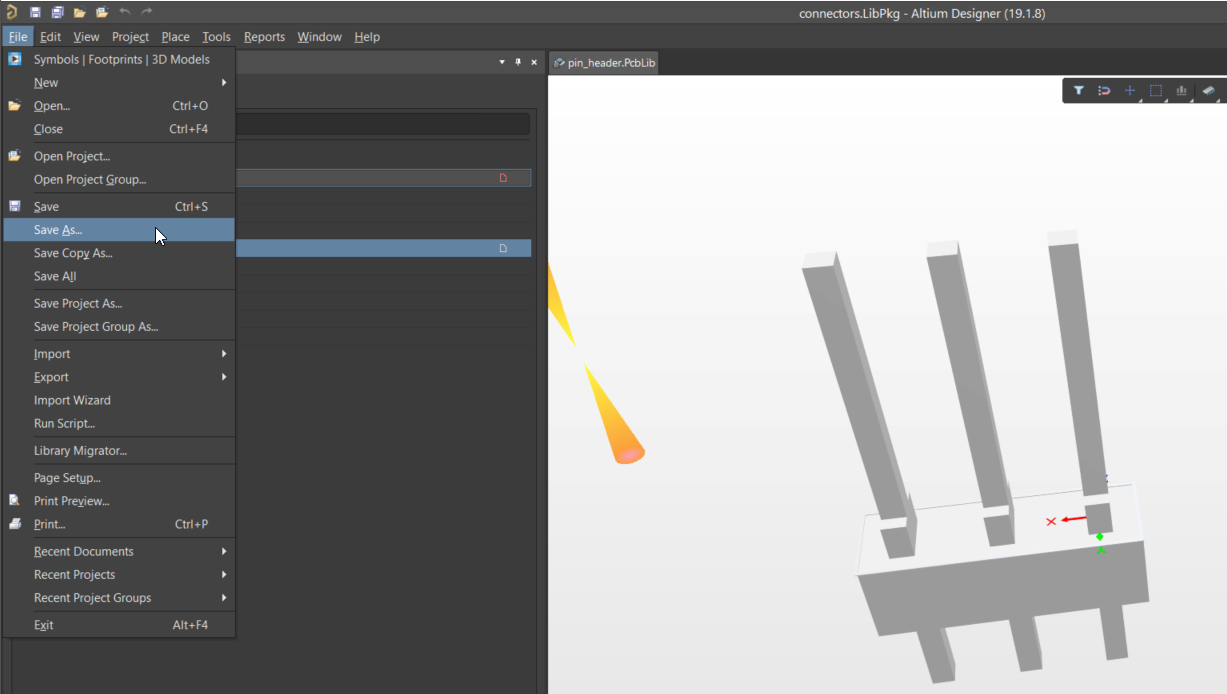 connectors.LibPkg - Altium Designer (19.1.8)
File Edit View Project Place Tools Reports Window Help
Symbols | Footprints | 3D Models
pin_header.PcbLib
New
Open... Ctrl+O
Close Ctrl+F4
Open Project...
Open Project Group...
Save Ctrl+S
Save As...
Save Copy As...
Save All
Save Project As...
Save Project Group As...
Import
Export
Import Wizard
Run Script...
Library Migrator...
Page Setup...
Print Preview...
Print... Ctrl+P
Recent Documents
Recent Projects
Recent Project Groups
Exit Alt+F4
X